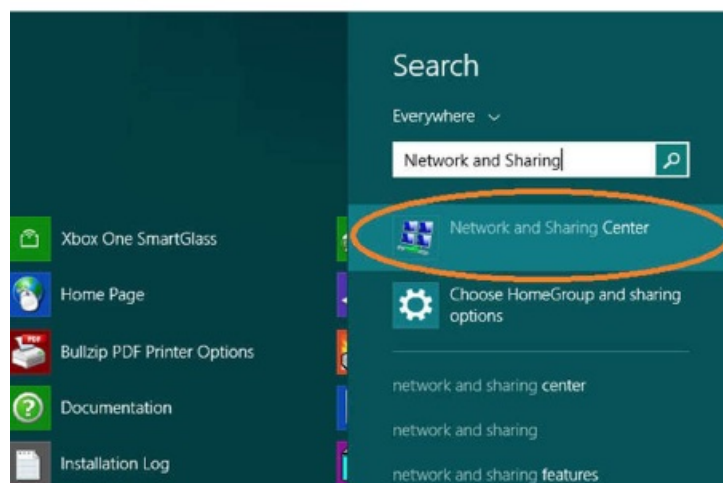 Search
Everywhere
Network and Sharing
Network and Sharing Center
Choose HomeGroup and sharing
options
network and sharing center
network and sharing
network and sharing features
Xbox One SmartGlass
Home Page
PDF
Bullzip PDF Printer Options
Documentation
Installation Log